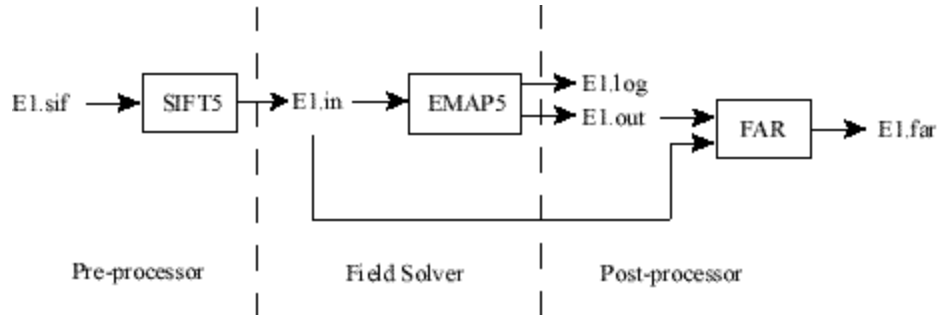 E1.sif
SIFT5
E1.in
EMAP5
E1.log
E1.out
FAR
E1.far
Pre-processor
Field Solver
Post-processor